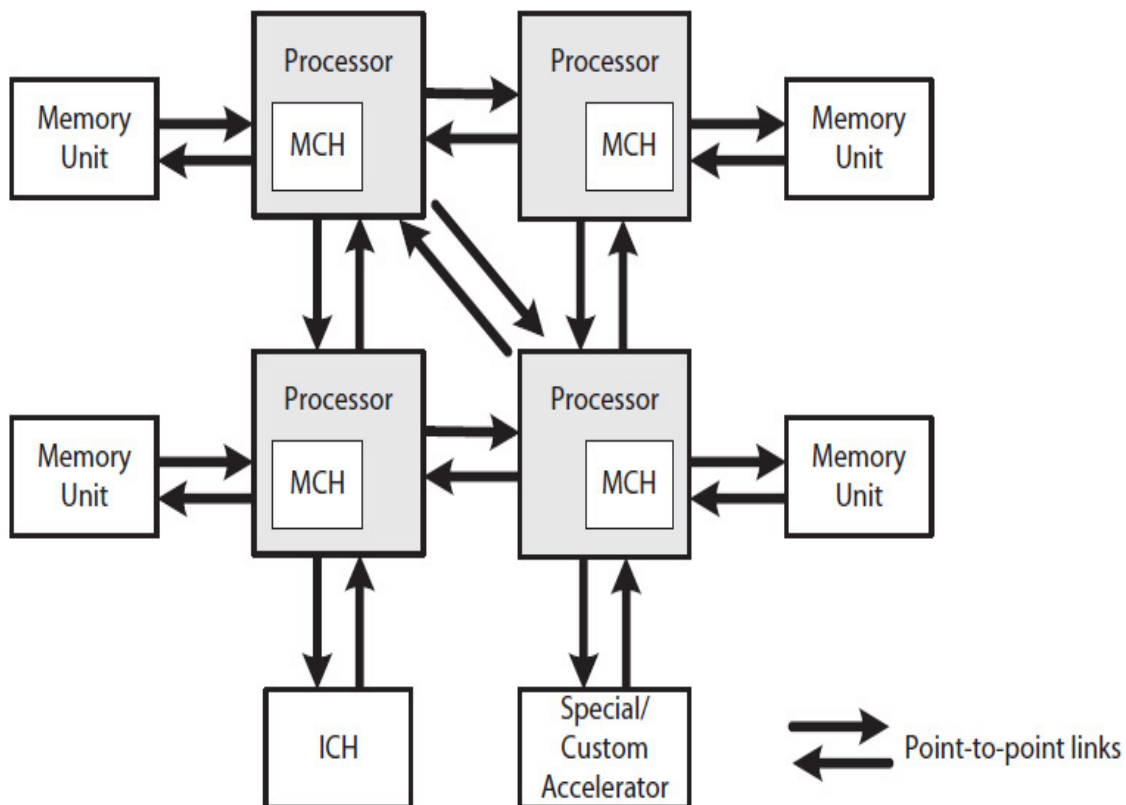 Processor
Processor
Memory
Unit
MCH
MCH
Memory
Unit
Processor
Processor
Memory
Unit
MCH
MCH
Memory
Unit
ICH
Special/
Custom
Accelerator
Point-to-point links